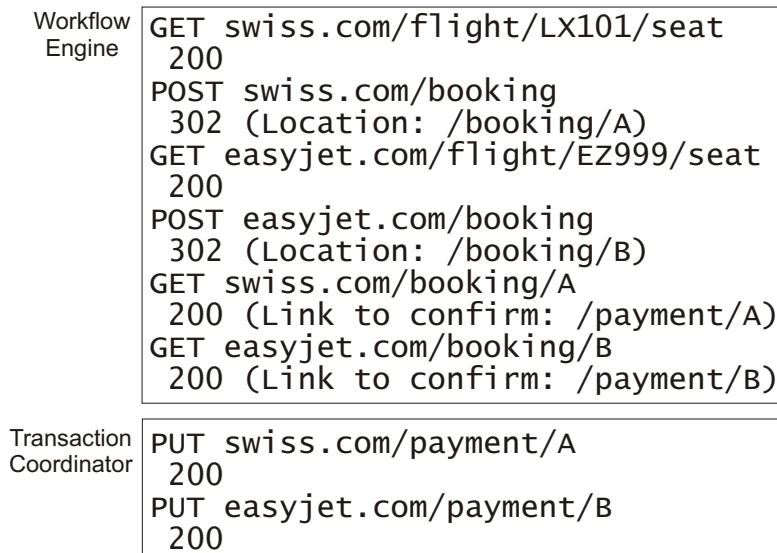 Workflow
Engine
GET swiss.com/flight/LX101/seat
200
POST swiss.com/booking
302 (Location: /booking/A)
GET easyjet.com/flight/EZ999/seat
200
POST easyjet.com/booking
302 (Location: /booking/B)
GET swiss.com/booking/A
200 (Link to confirm: /payment/A)
GET easyjet.com/booking/B
200 (Link to confirm: /payment/B)
Transaction
Coordinator
PUT swiss.com/payment/A
200
PUT easyjet.com/payment/B
200